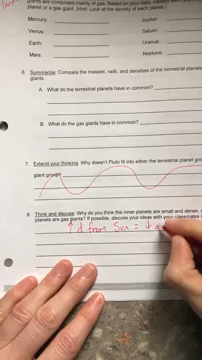 giants are composed mainly of gas. Based on your data,
planet or a gas giant. (Hint: Look at the density of each planet.)
Mercury: Jupiter:
Venus: Saturn:
Earth: Uranus:
Mars: Neptune:
6. Summarize: Compare the masses, radii, and densities of the terrestrial planets
giants.
A. What do the terrestrial planets have in common?
B. What do the gas giants have in common?
7. Extend your thinking: Why doesn't Pluto fit into either the terrestrial planet
giant group?
8. Think and discuss: Why do you think the inner planets are small and dense,
planets are gas giants? If possible, discuss your ideas with your classmates
↑ d from Sun = ↓